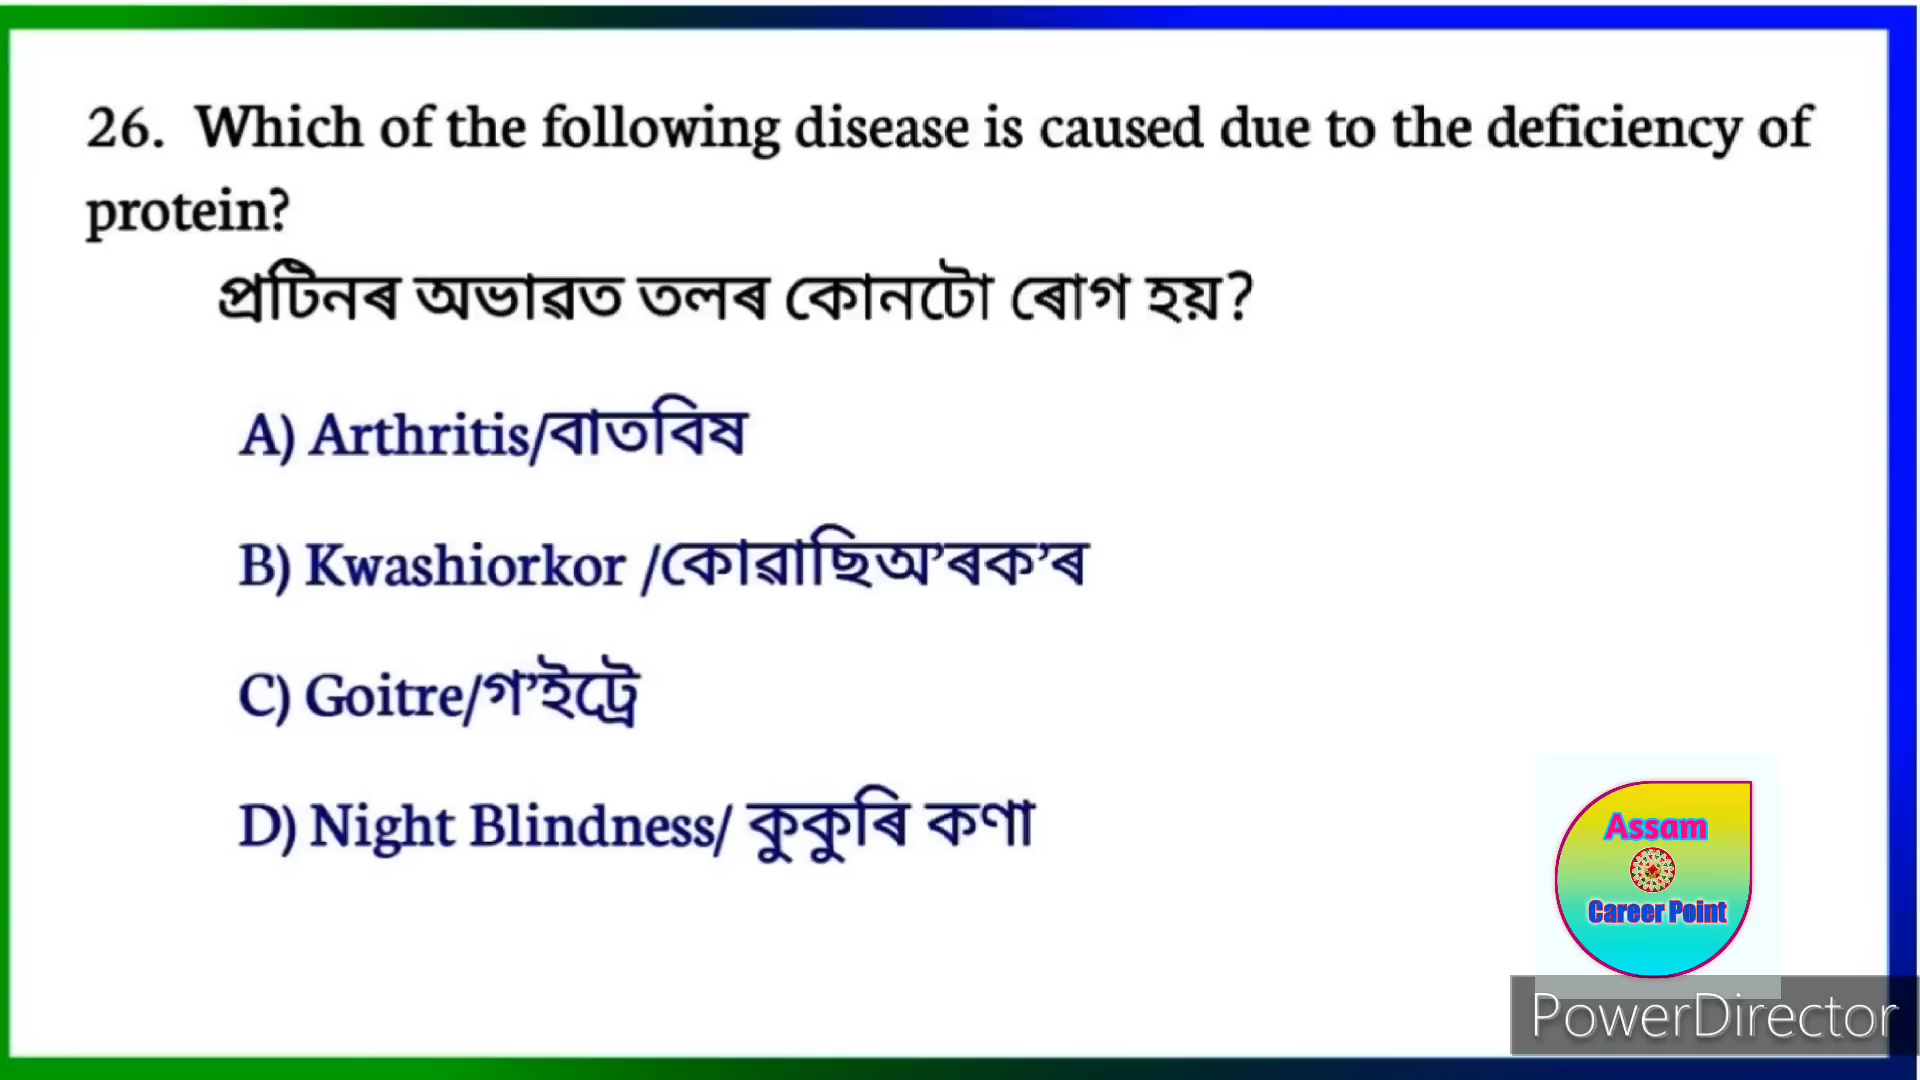 26. Which of the following disease is caused due to the deficiency of
protein?
প্ৰটিনৰ অভাৱত তলৰ কোনটো ৰোগ হয়?
A) Arthritis/বাতবিষ
B) Kwashiorkor /কোৱাছিঅ’ৰক’ৰ
C) Goitre/গ’ইট্ৰে
D) Night Blindness/ কুকুৰি কণা
Assam
Career Point
PowerDirector